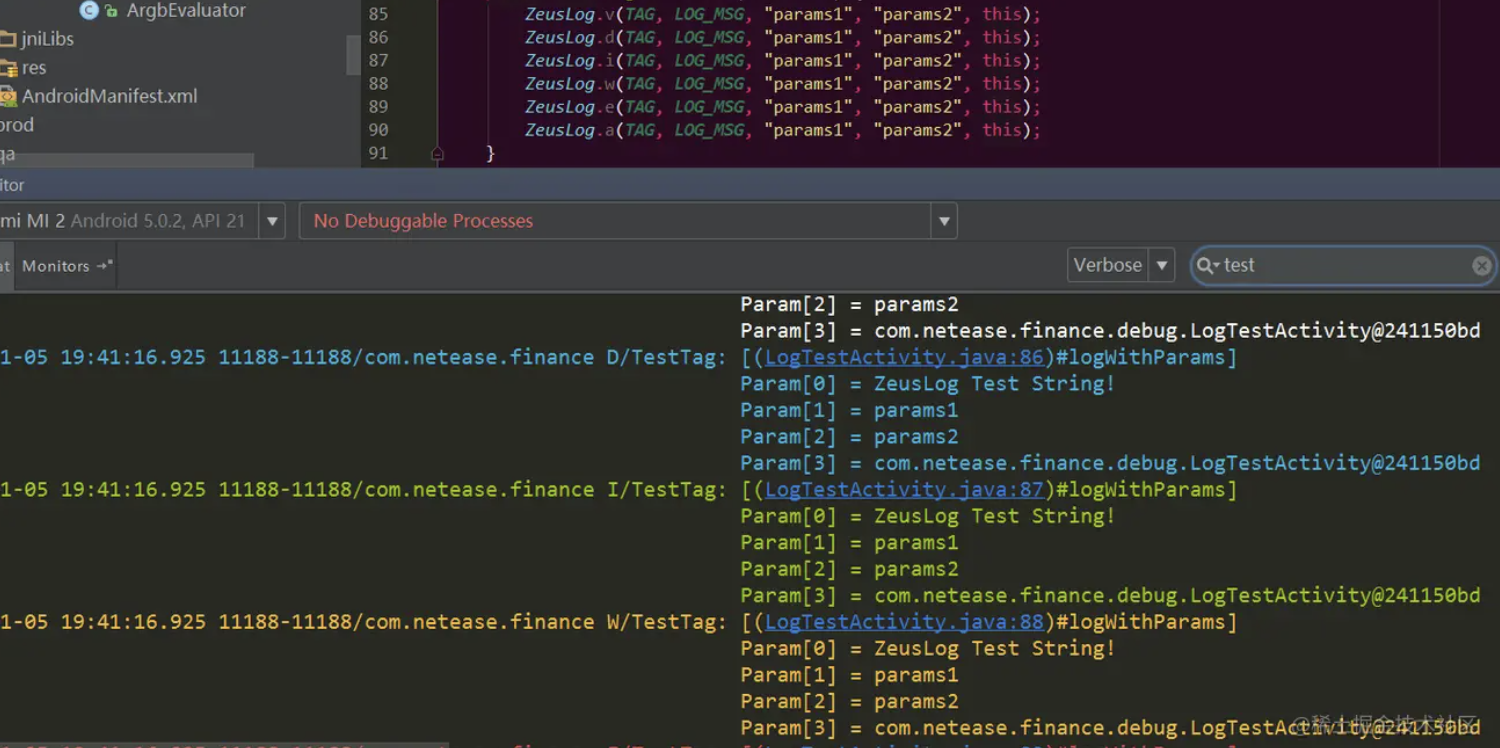 ArgbEvaluator
jniLibs
res
AndroidManifest.xml
prod
qa
85 ZeusLog.v(TAG, LOG_MSG, "params1", "params2", this);
86 ZeusLog.d(TAG, LOG_MSG, "params1", "params2", this);
87 ZeusLog.i(TAG, LOG_MSG, "params1", "params2", this);
88 ZeusLog.w(TAG, LOG_MSG, "params1", "params2", this);
89 ZeusLog.e(TAG, LOG_MSG, "params1", "params2", this);
90 ZeusLog.a(TAG, LOG_MSG, "params1", "params2", this);
91 }
itor
mi MI 2 Android 5.0.2, API 21 No Debuggable Processes
at Monitors Verbose test
Param[2] = params2
Param[3] = com.netease.finance.debug.LogTestActivity@241150bd
1-05 19:41:16.925 11188-11188/com.netease.finance D/TestTag: [(LogTestActivity.java:86)#logWithParams]
Param[0] = ZeusLog Test String!
Param[1] = params1
Param[2] = params2
Param[3] = com.netease.finance.debug.LogTestActivity@241150bd
1-05 19:41:16.925 11188-11188/com.netease.finance I/TestTag: [(LogTestActivity.java:87)#logWithParams]
Param[0] = ZeusLog Test String!
Param[1] = params1
Param[2] = params2
Param[3] = com.netease.finance.debug.LogTestActivity@241150bd
1-05 19:41:16.925 11188-11188/com.netease.finance W/TestTag: [(LogTestActivity.java:88)#logWithParams]
Param[0] = ZeusLog Test String!
Param[1] = params1
Param[2] = params2
Param[3] = com.netease.finance.debug.LogTestActivity@241150bd
@稀土掘金技术社区